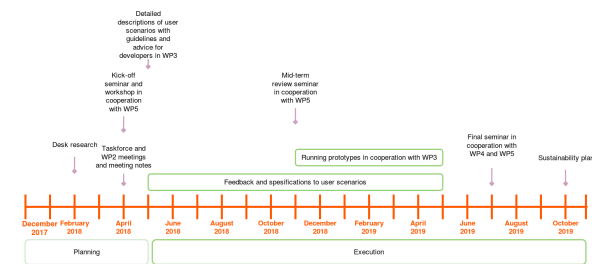 Detailed
descriptions of user
scenarios with
guidelines and
advice for
developers in WP3
Kick-off
seminar and
workshop in
cooperation
with WP5
Mid-term
review seminar
in cooperation
with WP5
Desk research
Taskforce and
WP2 meetings
and meeting notes
Running prototypes in cooperation with WP3
Final seminar in
cooperation with
WP4 and WP5
Sustainability plan
Feedback and spesifications to user scenarios
December
2017
February
2018
April
2018
June
2018
August
2018
October
2018
December
2018
February
2019
April
2019
June
2019
August
2019
October
2019
Planning
Execution